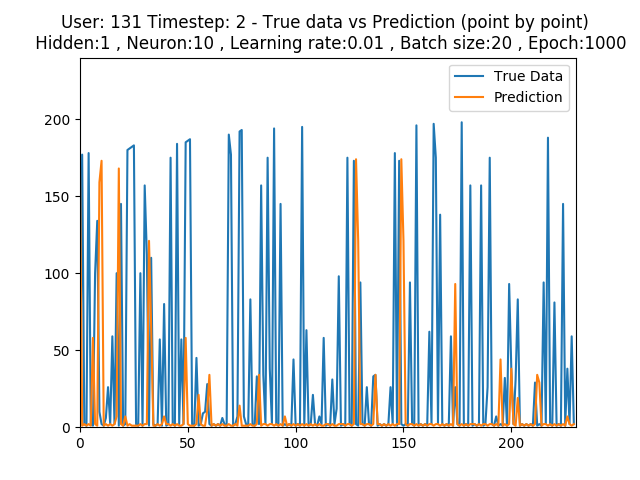 User: 131 Timestep: 2 - True data vs Prediction (point by point)
Hidden:1 , Neuron:10 , Learning rate:0.01 , Batch size:20 , Epoch:1000
True Data
Prediction
200
150
100
50
0
0 50 100 150 200